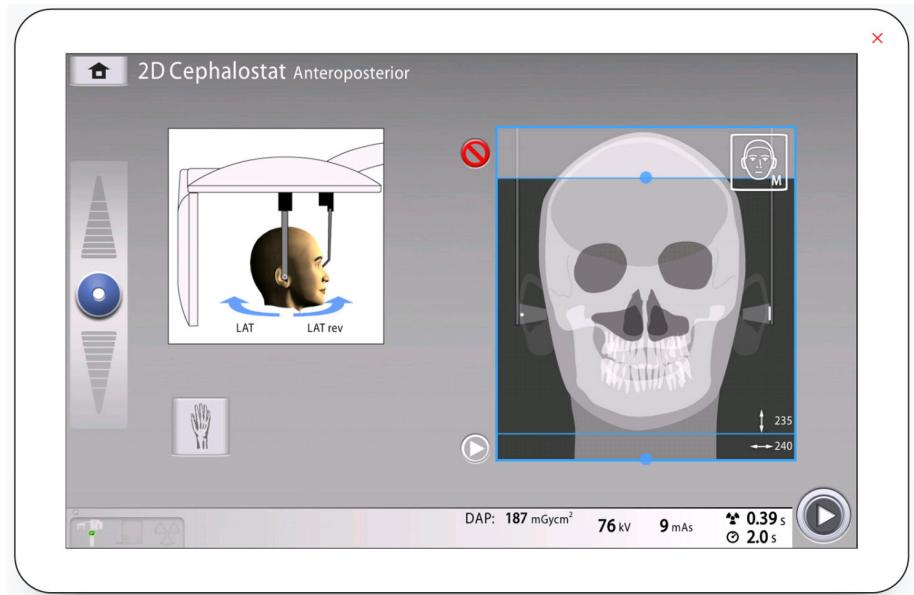 2D Cephalostat Anteroposterior
M
LAT LAT rev
235
240
DAP: 187 mGycm² 76 kV 9 mAs 0.39 s
2.0 s